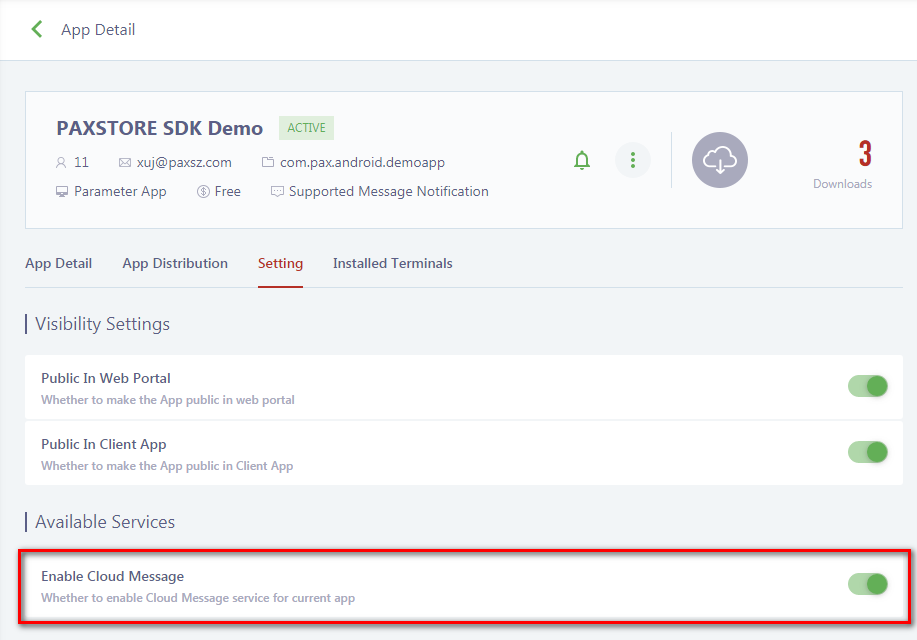 App Detail
PAXSTORE SDK Demo ACTIVE
11 xuj@paxsz.com com.pax.android.demoapp
Parameter App Free Supported Message Notification
3
Downloads
App Detail App Distribution Setting Installed Terminals
Visibility Settings
Public In Web Portal
Whether to make the App public in web portal
Public In Client App
Whether to make the App public in Client App
Available Services
Enable Cloud Message
Whether to enable Cloud Message service for current app